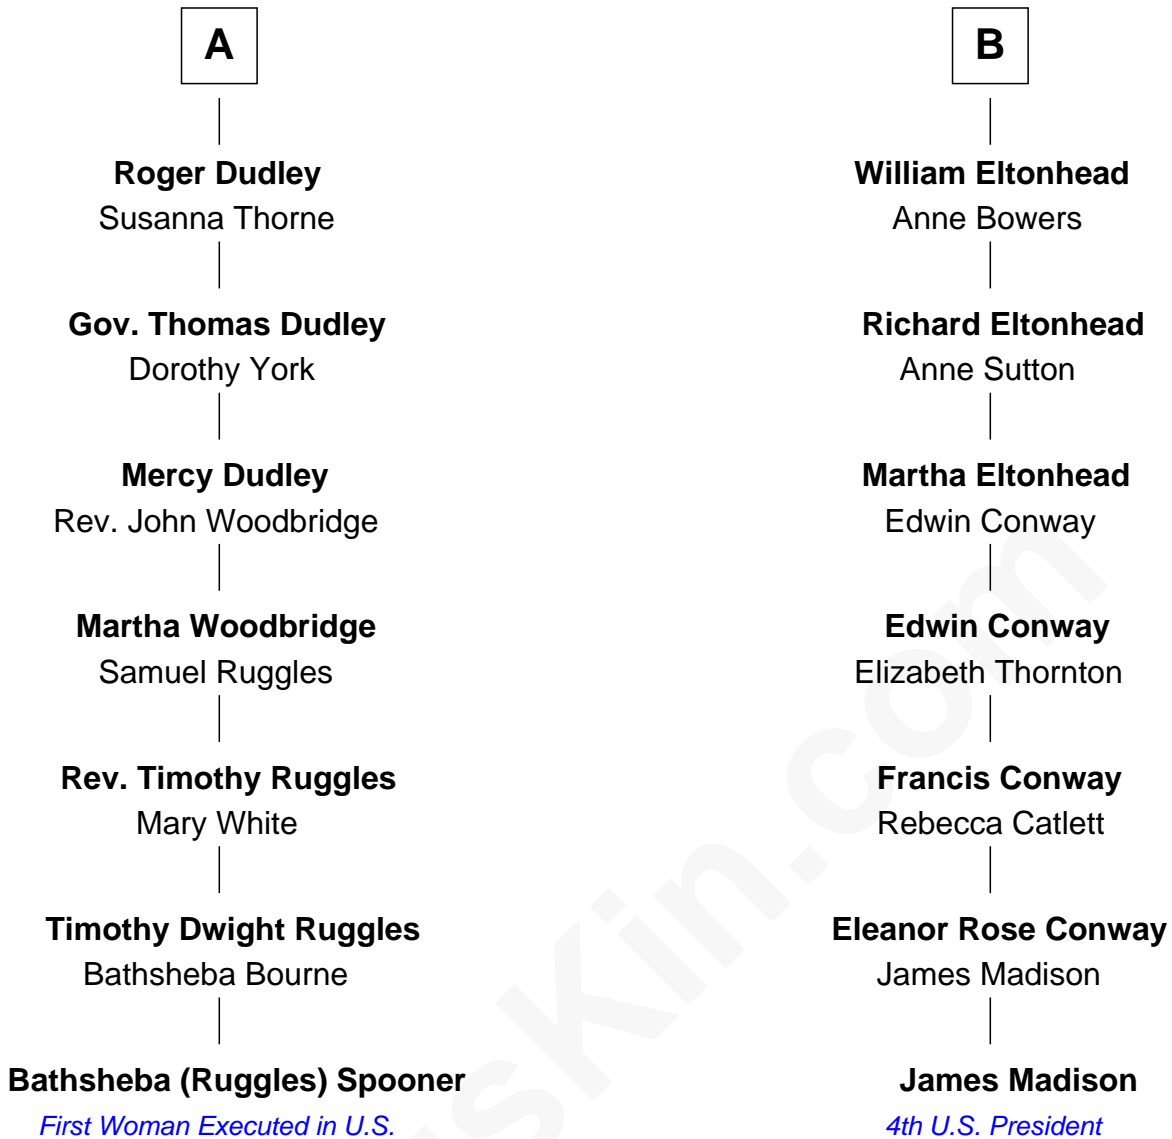 A
Roger Dudley
Susanna Thorne
Gov. Thomas Dudley
Dorothy York
Mercy Dudley
Rev. John Woodbridge
Martha Woodbridge
Samuel Ruggles
Rev. Timothy Ruggles
Mary White
Timothy Dwight Ruggles
Bathsheba Bourne
Bathsheba (Ruggles) Spooner
First Woman Executed in U.S.
B
William Eltonhead
Anne Bowers
Richard Eltonhead
Anne Sutton
Martha Eltonhead
Edwin Conway
Edwin Conway
Elizabeth Thornton
Francis Conway
Rebecca Catlett
Eleanor Rose Conway
James Madison
James Madison
4th U.S. President
usKin.com